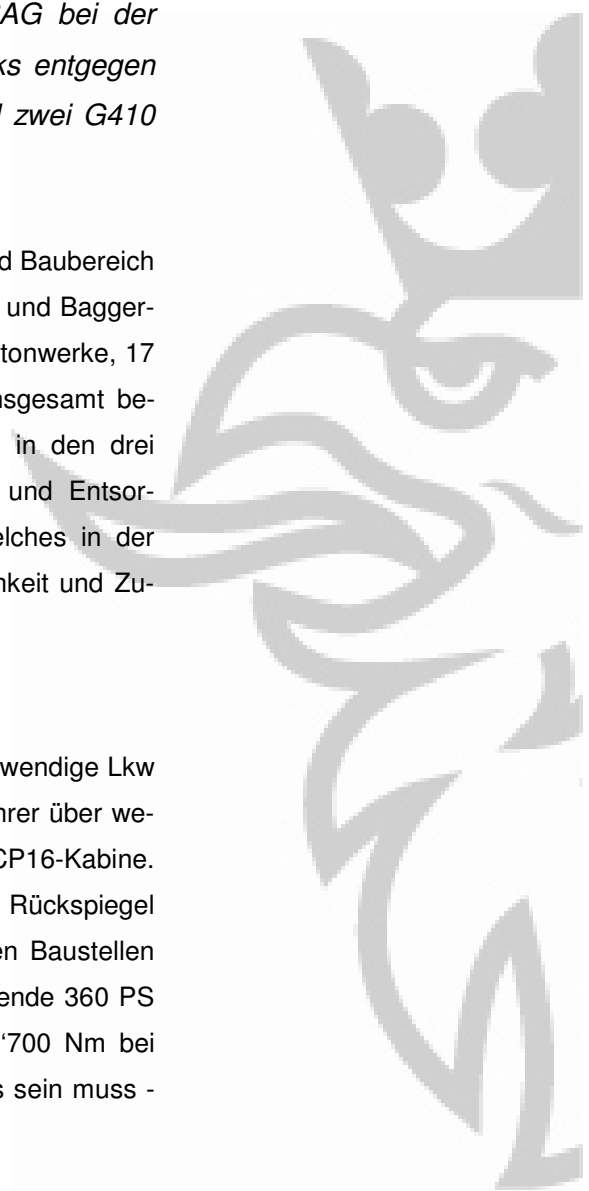 AG bei der
ks entgegen
zwei G410
d Baubereich
und Bagger-
tonwerke, 17
nsgesamt be-
in den drei
und Entsor-
elches in der
hkeit und Zu-
wendige Lkw
hrer über we-
CP16-Kabine.
Rückspiegel
en Baustellen
ende 360 PS
'700 Nm bei
s sein muss -